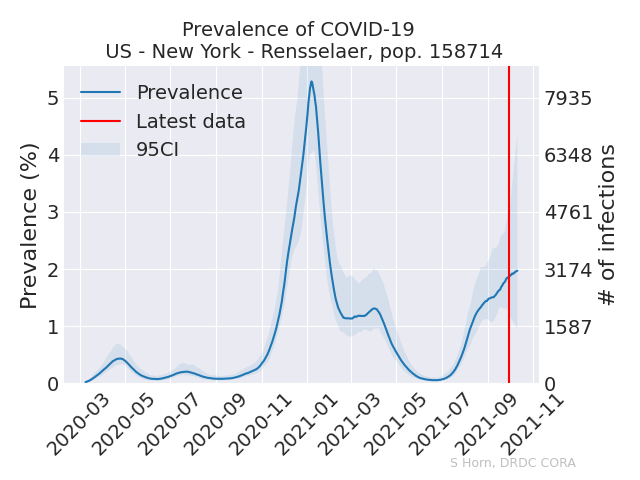 Prevalence of COVID-19
US - New York - Rensselaer, pop. 158714
Prevalence
Latest data
95CI
Prevalence (%)
5
4
3
2
1
0
7935
6348
4761
3174
1587
0
# of infections
2020-03
2020-05
2020-07
2020-09
2020-11
2021-01
2021-03
2021-05
2021-07
2021-09
2021-11
S Horn, DRDC CORA